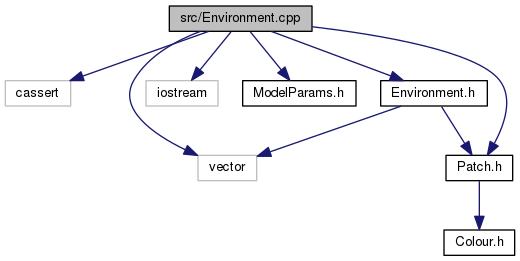 src/Environment.cpp
cassert
iostream
ModelParams.h
Environment.h
vector
Patch.h
Colour.h